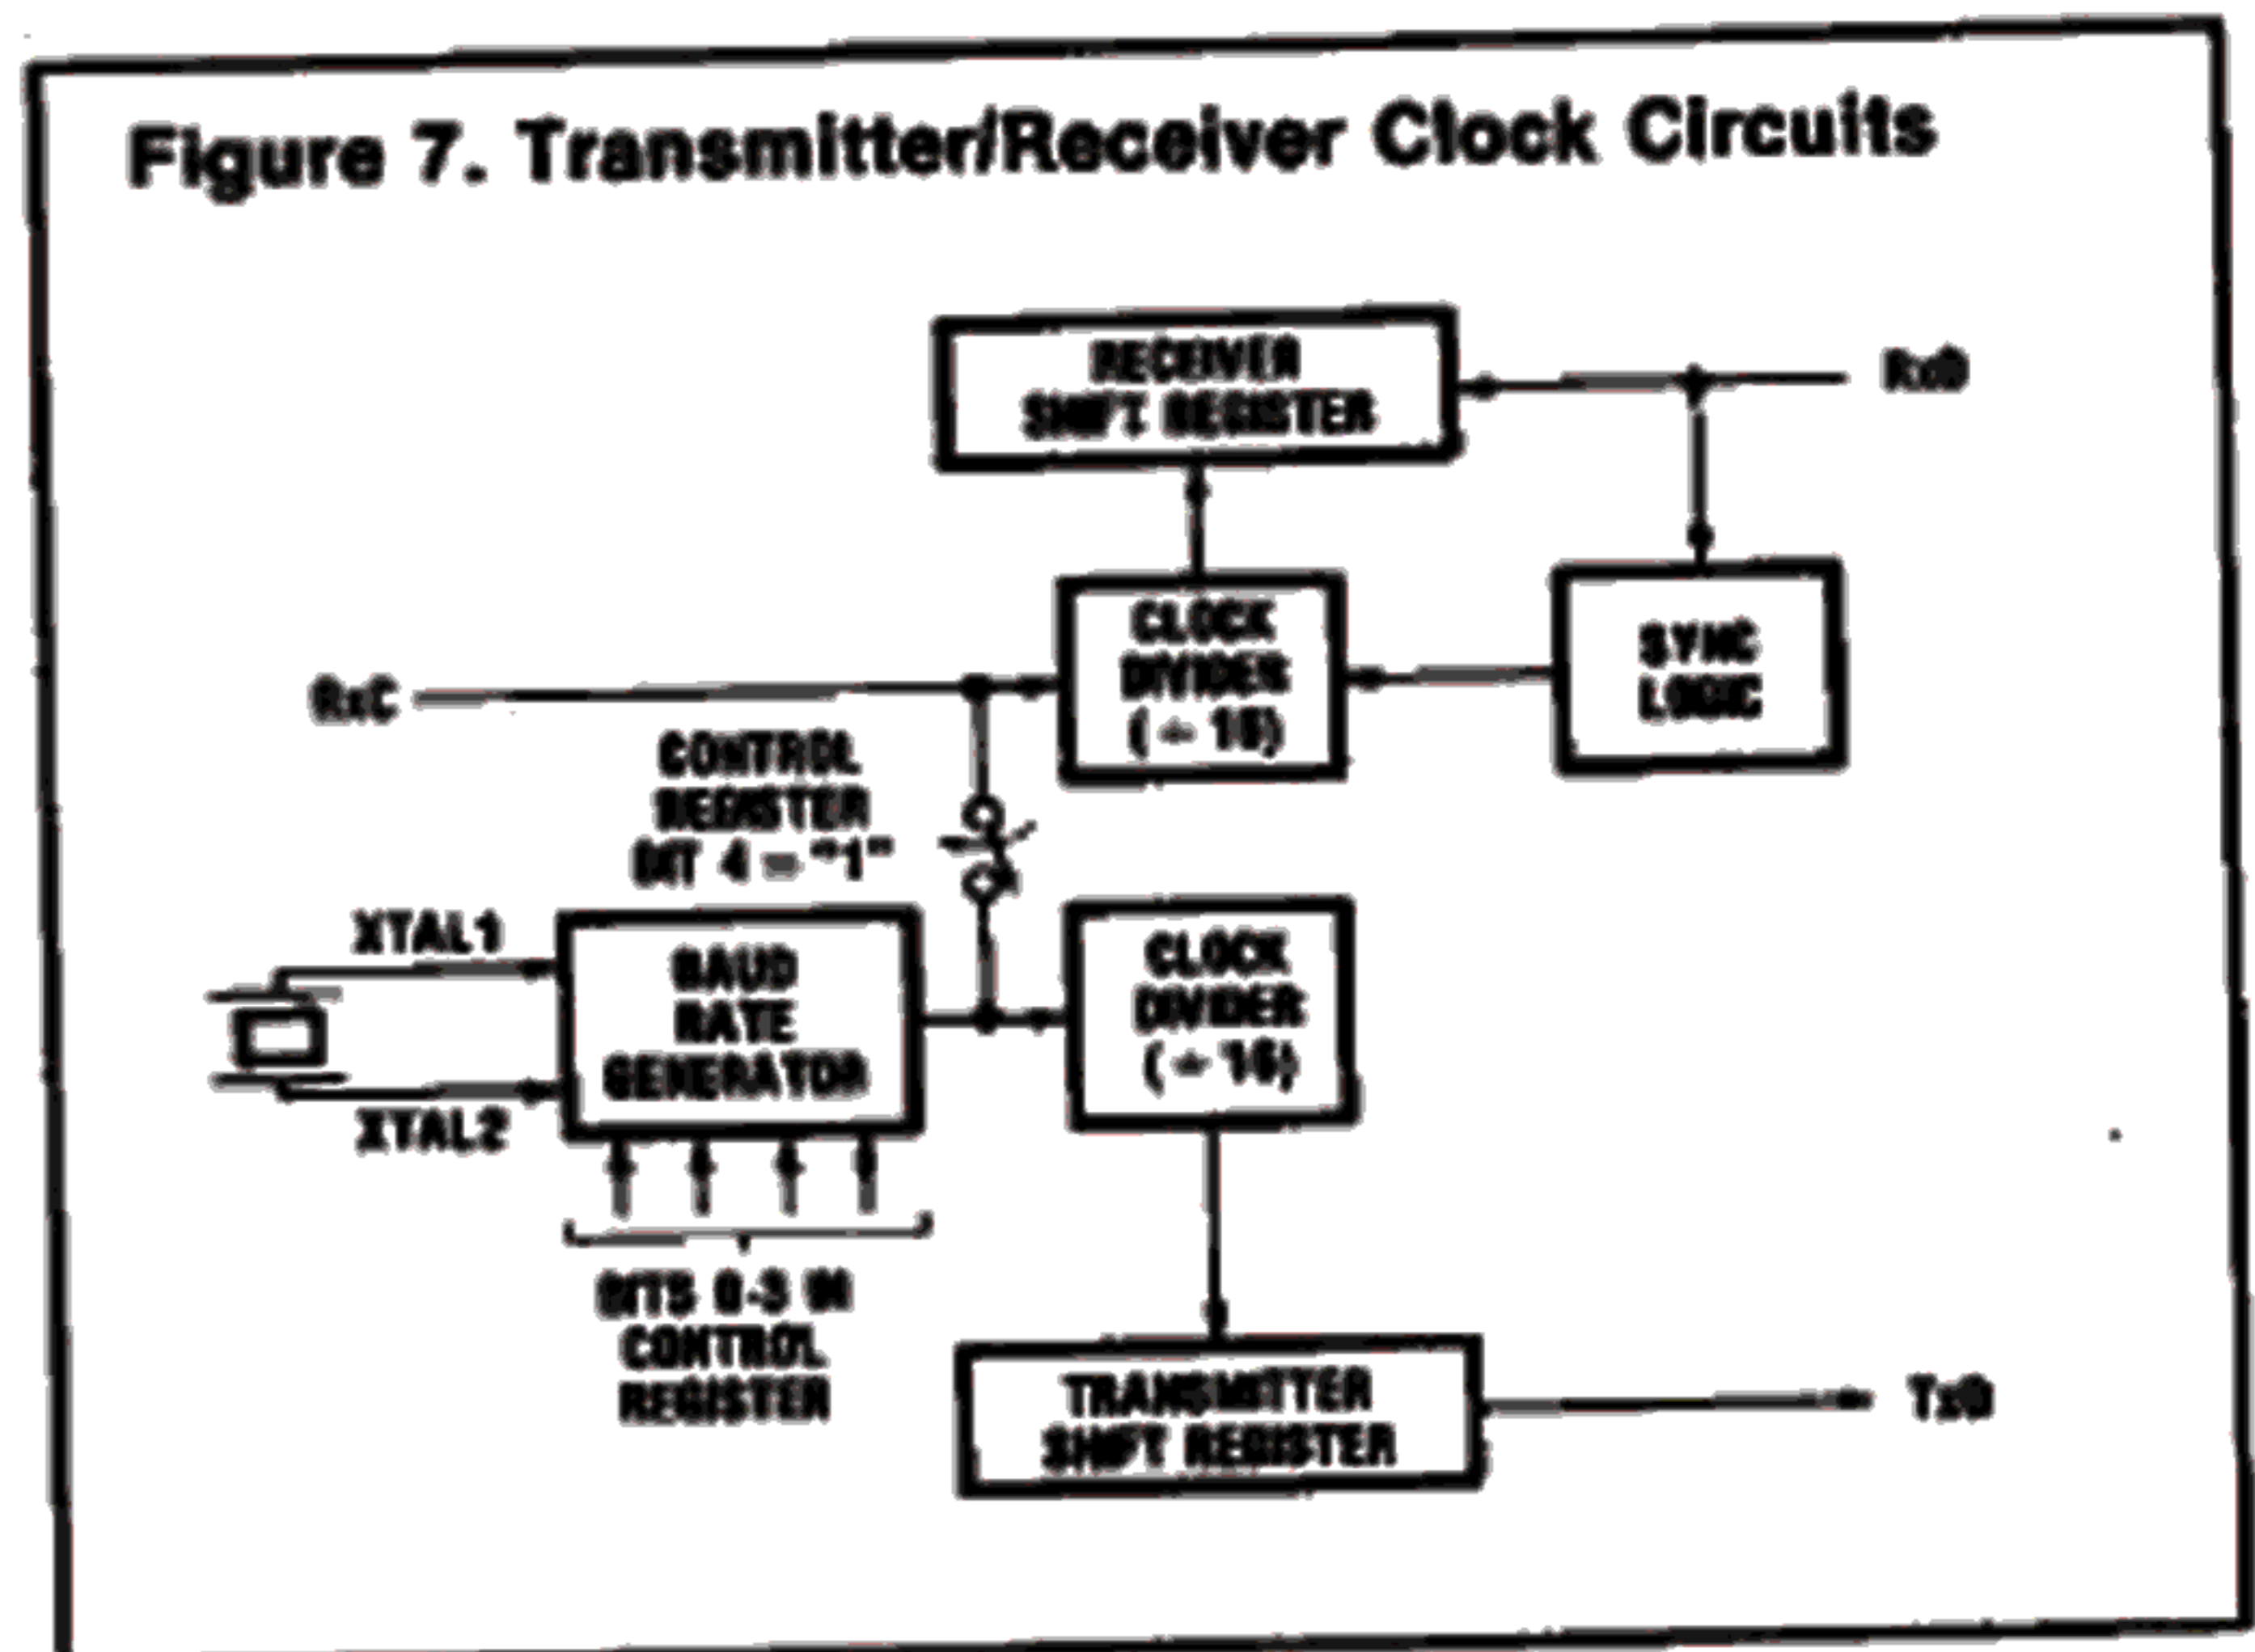 Figure 7. Transmitter/Receiver Clock Circuits
RECEIVER
SHIFT REGISTER
RxD
CLOCK
DIVIDER
(÷ 16)
SYNC
LOGIC
RxC
CONTROL
REGISTER
BIT 4 = "1"
XTAL1
BAUD
RATE
GENERATOR
XTAL2
CLOCK
DIVIDER
(÷ 16)
BITS 0-3 IN
CONTROL
REGISTER
TRANSMITTER
SHIFT REGISTER
TxD